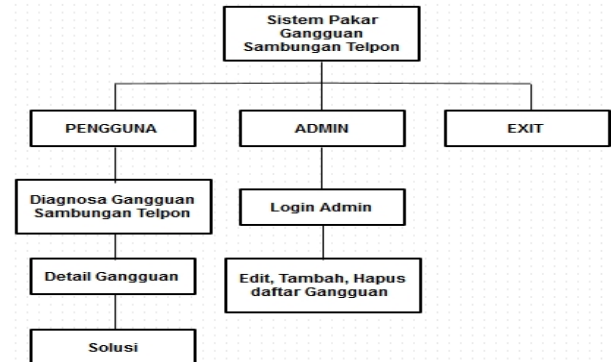 Sistem Pakar
Gangguan
Sambungan Telpon
PENGGUNA
ADMIN
EXIT
Diagnosa Gangguan
Sambungan Telpon
Login Admin
Detail Gangguan
Edit, Tambah, Hapus
daftar Gangguan
Solusi